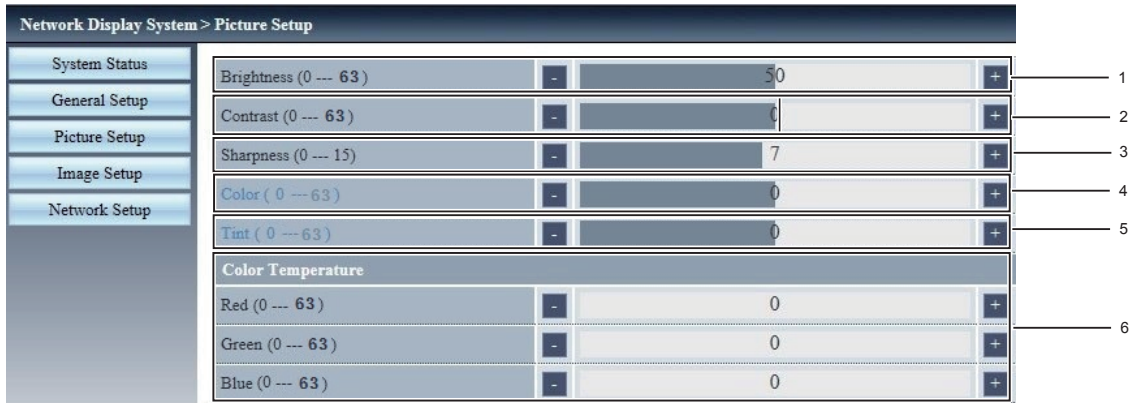 Network Display System > Picture Setup
System Status
General Setup
Picture Setup
Image Setup
Network Setup
Brightness (0 --- 63) - 50 + 1
Contrast (0 --- 63) - 0 + 2
Sharpness (0 --- 15) - 7 + 3
Color ( 0 --- 63) - 0 + 4
Tint ( 0 --- 63) - 0 + 5
Color Temperature
Red (0 --- 63) - 0 +
Green (0 --- 63) - 0 + 6
Blue (0 --- 63) - 0 +